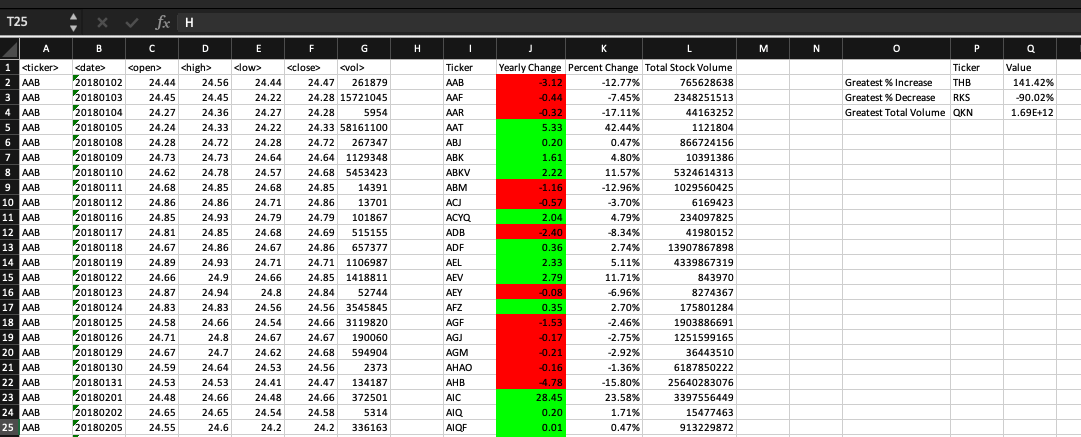 T25 fx H
A B C D E F G H I J K L M N O P Q
1 <ticker> <date> <open> <high> <low> <close> <vol> Ticker Yearly Change Percent Change Total Stock Volume Ticker Value
2 AAB 20180102 24.44 24.56 24.44 24.47 261879 AAB -3.12 -12.77% 765628638 Greatest % Increase THB 141.42%
3 AAB 20180103 24.45 24.45 22.22 24.28 15721045 AAF -0.44 -7.45% 2348251513 Greatest % Decrease RKS -90.02%
4 AAB 20180104 24.27 24.36 24.27 24.28 5954 AAR -0.32 -17.11% 44163252 Greatest Total Volume QKN 1.69E+12
5 AAB 20180105 24.24 24.33 22.22 24.33 58161100 AAT 5.33 42.44% 1121804
6 AAB 20180108 24.28 24.72 24.28 24.72 267347 ABJ 0.20 0.47% 866724156
7 AAB 20180109 24.73 24.73 24.64 24.64 1129348 ABK 1.61 4.80% 10391386
8 AAB 20180110 24.62 24.78 24.57 24.68 5453423 ABKV 2.22 11.57% 5324614313
9 AAB 20180111 24.68 24.85 24.68 24.85 14391 ABM -1.16 -12.96% 1029560425
10 AAB 20180112 24.86 24.86 24.71 24.86 13701 ACJ -0.57 -3.70% 6169423
11 AAB 20180116 24.85 24.93 24.79 24.79 101867 ACYQ 2.04 4.79% 234097825
12 AAB 20180117 24.81 24.85 24.68 24.69 515155 ADB -2.40 -8.34% 41980152
13 AAB 20180118 24.67 24.86 24.67 24.86 657377 ADF 0.36 2.74% 13907867898
14 AAB 20180119 24.89 24.93 24.71 24.71 1106987 AEL 2.33 5.11% 4339867319
15 AAB 20180122 24.66 24.9 24.66 24.85 1418811 AEV 2.79 11.71% 843970
16 AAB 20180123 24.87 24.94 24.8 24.84 52744 AEY -0.08 -6.96% 8274367
17 AAB 20180124 24.83 24.83 24.56 24.56 3545845 AFZ 0.35 2.70% 175801284
18 AAB 20180125 24.58 24.66 24.54 24.66 3119820 AGF -1.53 -2.46% 1903886691
19 AAB 20180126 24.71 24.8 24.67 24.67 190060 AGJ -0.17 -2.75% 1251599165
20 AAB 20180129 24.67 24.7 24.62 24.68 594904 AGM -0.21 -2.92% 36443510
21 AAB 20180130 24.59 24.64 24.53 24.56 2373 AHAO -0.16 -1.36% 6187850222
22 AAB 20180131 24.53 24.53 24.41 24.47 134187 AHB -4.78 -15.80% 25640283076
23 AAB 20180201 24.48 24.66 24.48 24.66 372501 AIC 28.45 23.58% 3397556449
24 AAB 20180202 24.65 24.65 24.54 24.58 5314 AIQ 0.20 1.71% 15477463
25 AAB 20180205 24.55 24.6 24.2 24.2 336163 AIQF 0.01 0.47% 913229872